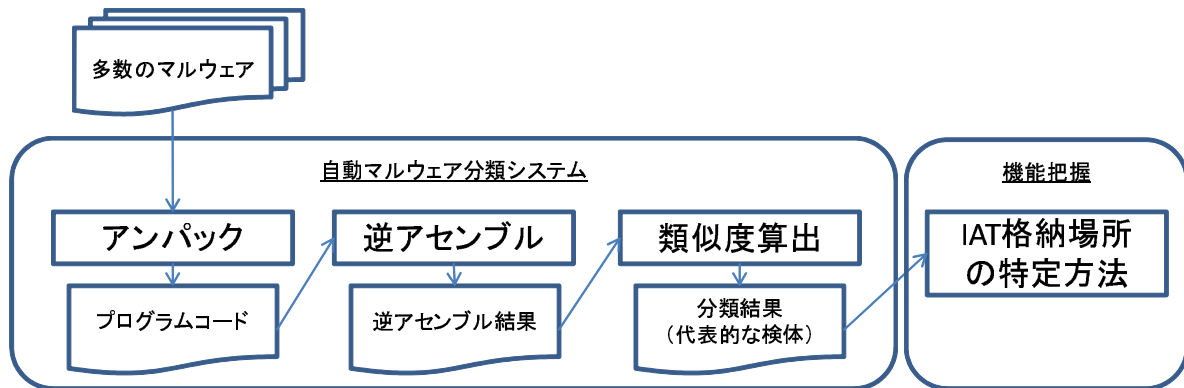 多数のマルウェア
自動マルウェア分類システム
機能把握
アンパック
逆アセンブル
類似度算出
IAT格納場所
の特定方法
プログラムコード
逆アセンブル結果
分類結果
(代表的な検体)